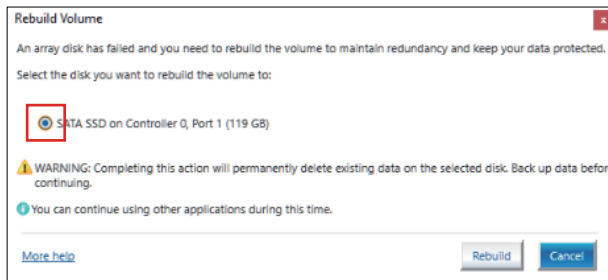 Rebuild Volume
x
An array disk has failed and you need to rebuild the volume to maintain redundancy and keep your data protected.
Select the disk you want to rebuild the volume to:
SATA SSD on Controller 0, Port 1 (119 GB)
WARNING: Completing this action will permanently delete existing data on the selected disk. Back up data befor
continuing.
You can continue using other applications during this time.
More help
Rebuild
Cancel